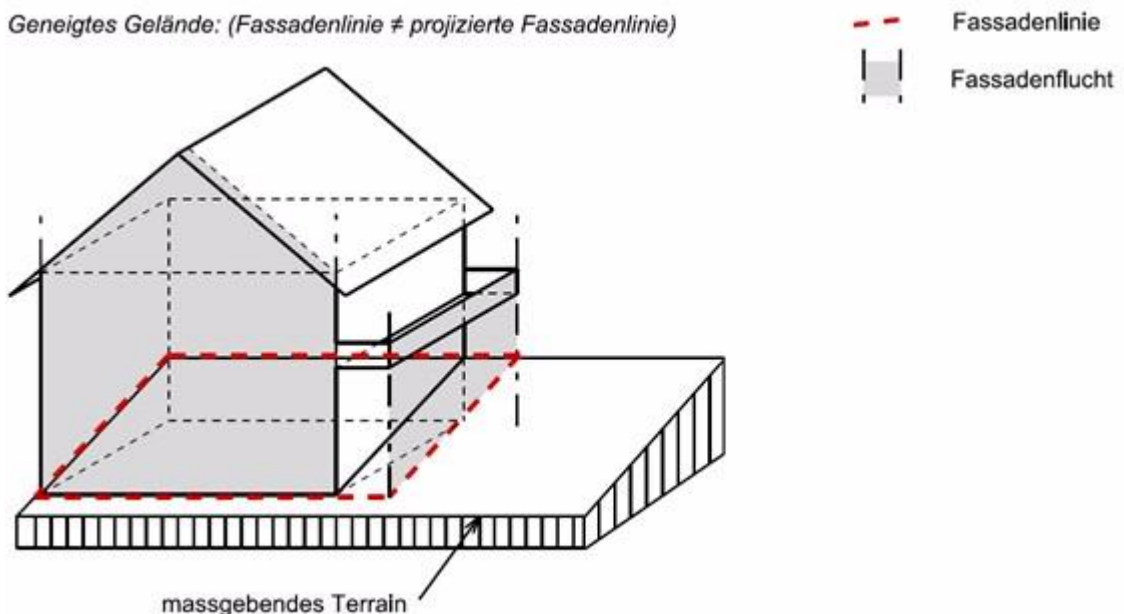 Geneigtes Gelände: (Fassadenlinie ≠ projizierte Fassadenlinie)
Fassadenlinie
Fassadenflucht
massgebendes Terrain